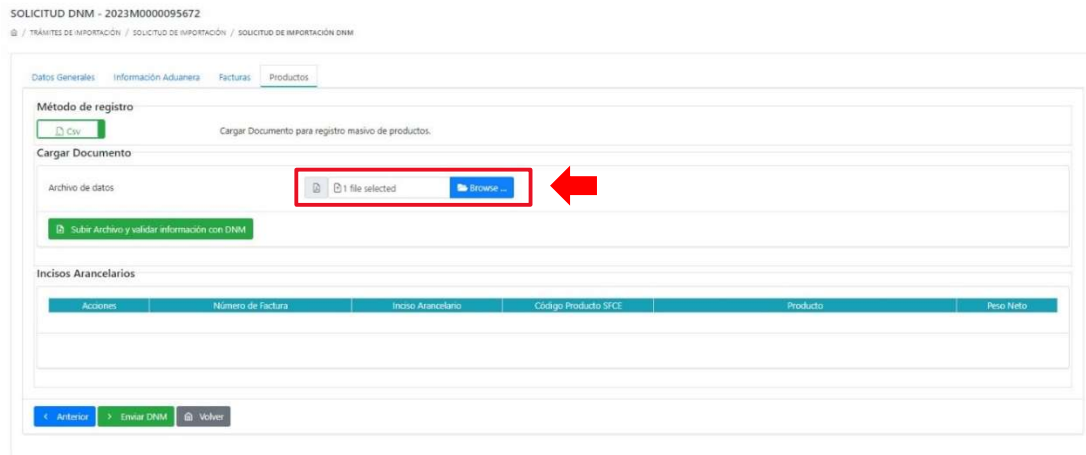 SOLICITUD DNM - 2023M0000095672
/ TRÁMITES DE IMPORTACIÓN / SOLICITUD DE IMPORTACIÓN / SOLICITUD DE IMPORTACIÓN DNM
Datos Generales Información Aduanera Facturas Productos
Método de registro
Csv Cargar Documento para registro masivo de productos.
Cargar Documento
Archivo de datos 1 file selected Browse ...
Subir Archivo y validar información con DNM
Incisos Arancelarios
Acciones Número de Factura Inciso Arancelario Código Producto SFCE Producto Peso Neto
Anterior Enviar DNM Volver